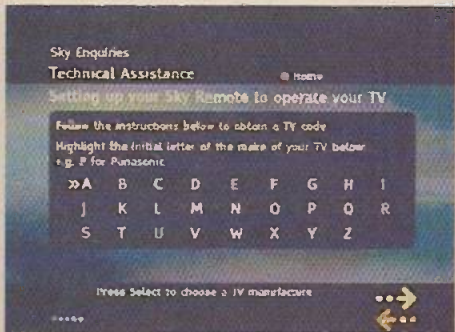 Sky Enquiries
Technical Assistance
Home
Setting up your Sky Remote to operate your TV
Follow the instructions below to obtain a TV code
Highlight the initial letter of the make of your TV below
e.g. P for Panasonic
»A B C D E F G H I
J K L M N O P Q R
S T U V W X Y Z
Press Select to choose a TV manufacture